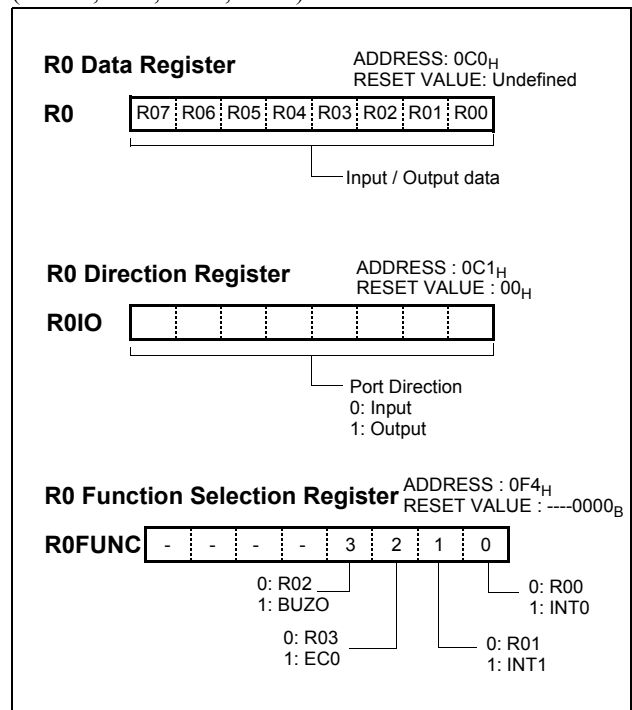 R0 Data Register
ADDRESS: 0C0H
RESET VALUE: Undefined
R0
R07 R06 R05 R04 R03 R02 R01 R00
Input / Output data
R0 Direction Register
ADDRESS : 0C1H
RESET VALUE : 00H
R0IO
Port Direction
0: Input
1: Output
R0 Function Selection Register
ADDRESS : 0F4H
RESET VALUE : ----0000B
R0FUNC
- - - - 3 2 1 0
0: R02
1: BUZO
0: R00
1: INT0
0: R03
1: EC0
0: R01
1: INT1